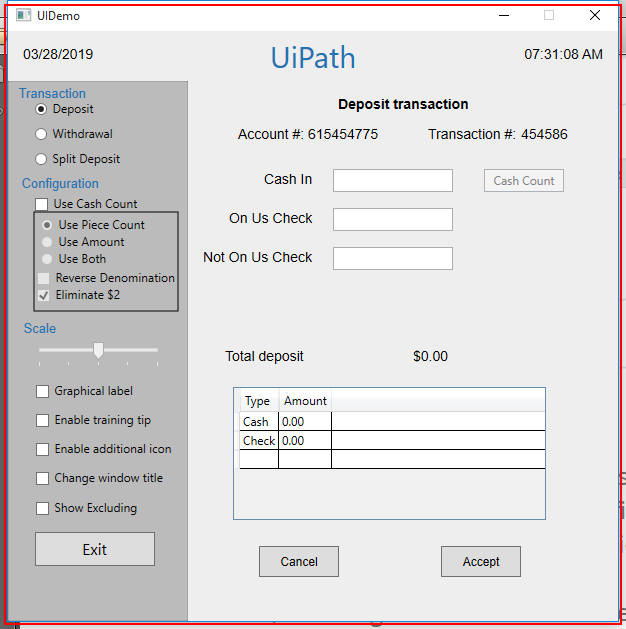 UIDemo
03/28/2019
UiPath
07:31:08 AM
Transaction
Deposit
Withdrawal
Split Deposit
Configuration
Use Cash Count
Use Piece Count
Use Amount
Use Both
Reverse Denomination
Eliminate $2
Scale
Graphical label
Enable training tip
Enable additional icon
Change window title
Show Excluding
Exit
Deposit transaction
Account #: 615454775 Transaction #: 454586
Cash In
Cash Count
On Us Check
Not On Us Check
Total deposit $0.00
Type Amount
Cash 0.00
Check 0.00
Cancel
Accept